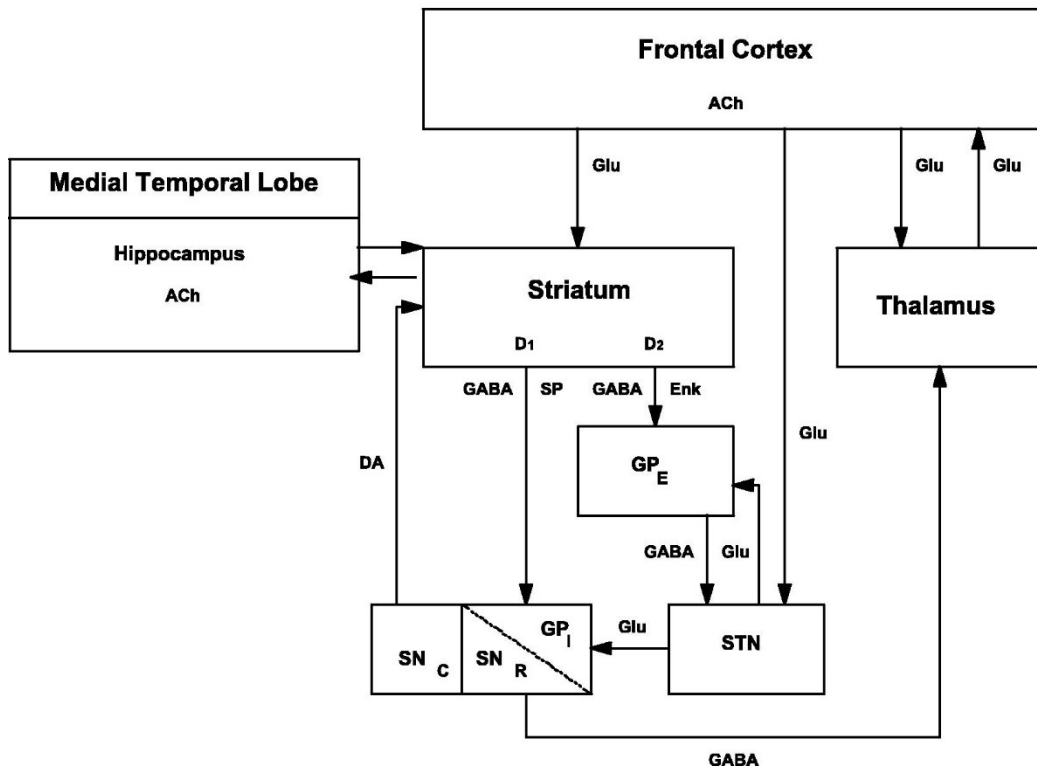 Frontal Cortex
ACh
Glu
Glu
Glu
Medial Temporal Lobe
Hippocampus
ACh
Striatum
D1
D2
Thalamus
GABA
SP
GABA
Enk
DA
GPE
Glu
GABA
Glu
SNC
SNR
GPI
Glu
STN
GABA